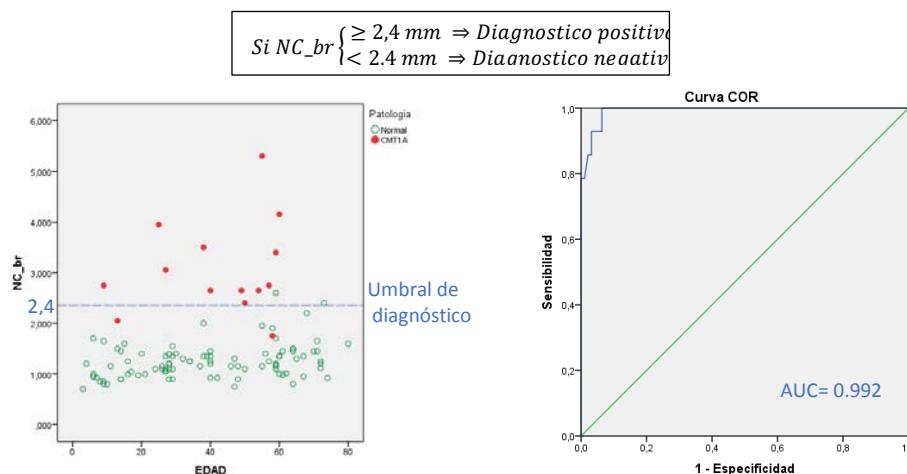 Si NC_br { ≥ 2,4 mm ⇒ Diagnostico positivo
< 2.4 mm ⇒ Diagnostico negativ
Patología
Normal
CMT1A
6,000
5,000
4,000
3,000
2,4
2,000
1,000
,000
NC_br
0
20
40
60
80
EDAD
Umbral de
diagnóstico
Curva COR
1,0
0,8
0,6
0,4
0,2
0,0
Sensibilidad
AUC= 0.992
0,0
0,2
0,4
0,6
0,8
1,
1 - Especificidad